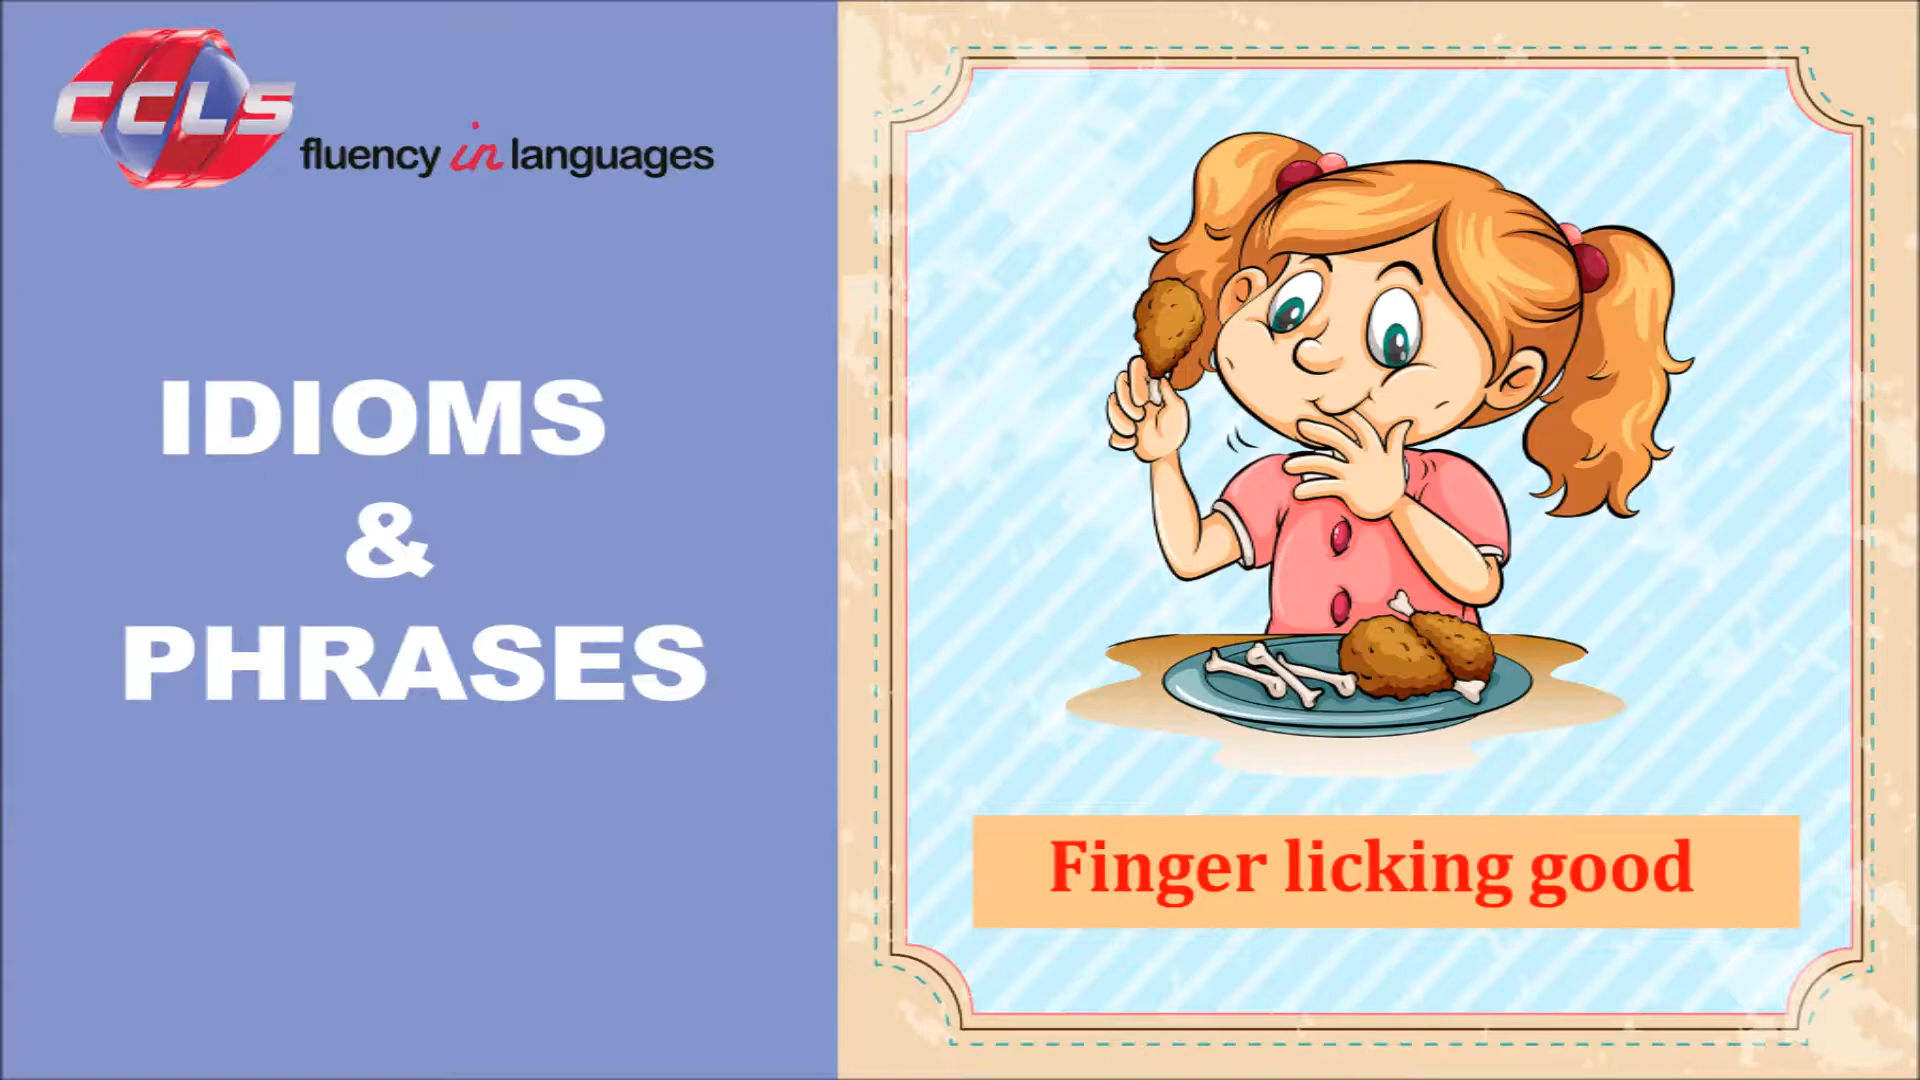 CCLS
fluency in languages
IDIOMS
&
PHRASES
Finger licking good